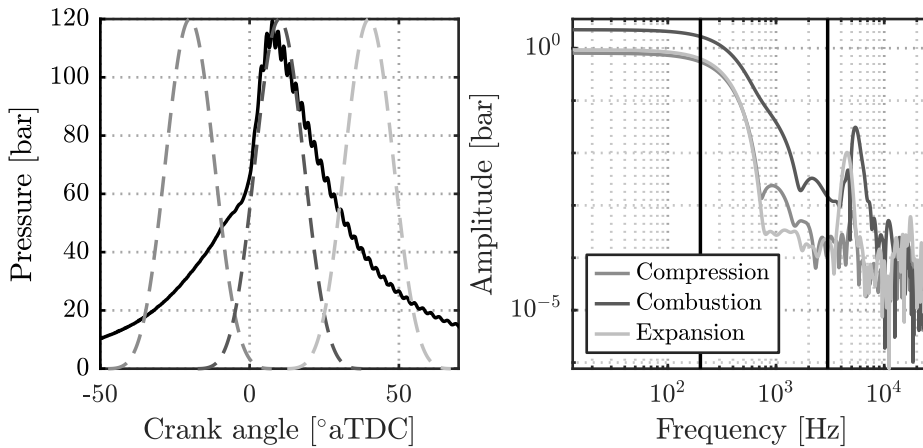 Pressure [bar]
120
100
80
60
40
20
0
-50
0
50
Crank angle [°aTDC]
Amplitude [bar]
10^0
10^-5
Compression
Combustion
Expansion
10^2
10^3
10^4
Frequency [Hz]